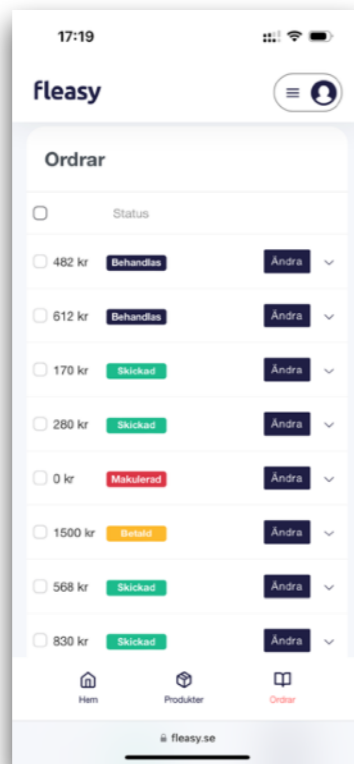 17:19
fleasy
Ordrar
Status
482 kr Behandlas Ändra
612 kr Behandlas Ändra
170 kr Skickad Ändra
280 kr Skickad Ändra
0 kr Makulerad Ändra
1500 kr Betald Ändra
568 kr Skickad Ändra
830 kr Skickad Ändra
Hem Produkter Ordrar
fleasy.se